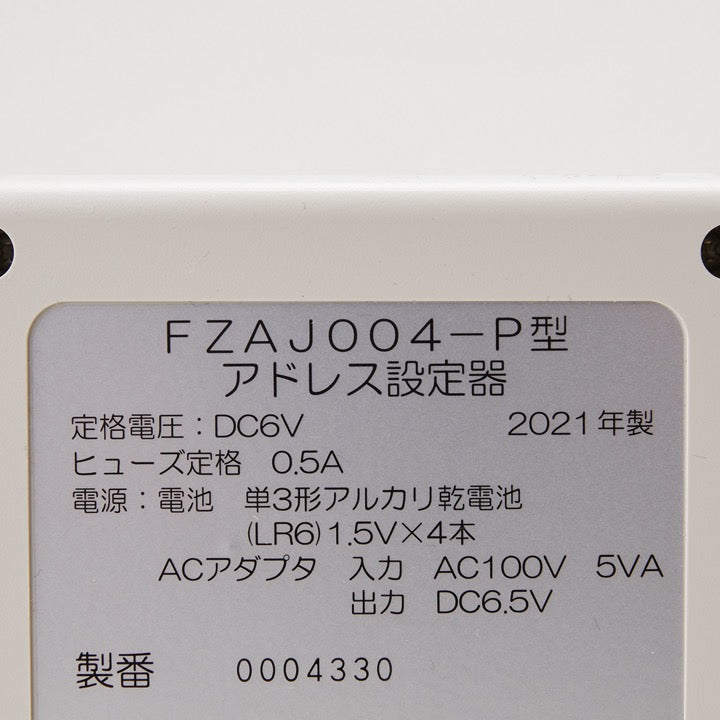 FZAJ004-P型
アドレス設定器
定格電圧：DC6V 2021年製
ヒューズ定格 0.5A
電源：電池 単3形アルカリ乾電池
(LR6)1.5V×4本
ACアダプタ 入力 AC100V 5VA
出力 DC6.5V
製番 0004330